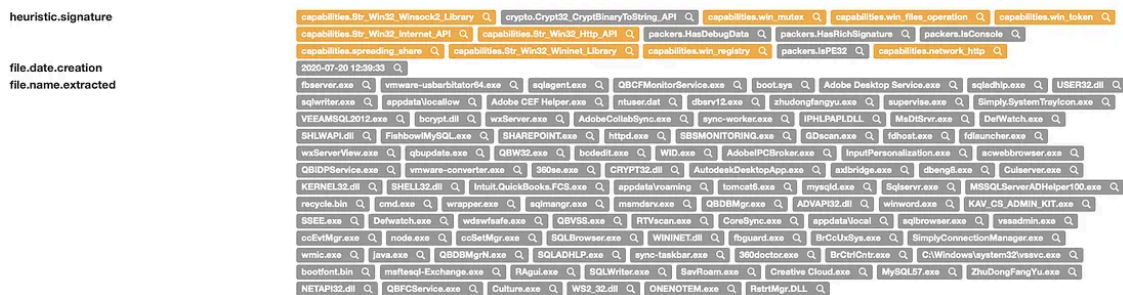 heuristic.signature capabilities.Str_Win32_Winsock2_Library crypto.Crypt32_CryptBinaryToString_API capabilities.win_mutex capabilities.win_files_operation capabilities.win_token
capabilities.Str_Win32_Internet_API capabilities.Str_Win32_Http_API packers.HasDebugData packers.HasRichSignature packers.IsConsole
capabilities.spreading_share capabilities.Str_Win32_Wininet_Library capabilities.win_registry packers.IsPE32 capabilities.network_http
file.date.creation 2020-07-20 12:39:33
file.name.extracted fbserver.exe vmware-usbarbitator64.exe sqlagent.exe QBCFMonitorService.exe boot.sys Adobe Desktop Service.exe sqladhlp.exe USER32.dll
sqlwriter.exe appdata\locallow Adobe CEF Helper.exe ntuser.dat dbsrv12.exe zhudongfangyu.exe supervise.exe Simply.SystemTrayIcon.exe
VEEAMSQL2012.exe bcrypt.dll wxServer.exe AdobeCollabSync.exe sync-worker.exe IPHLPAPI.DLL MsDtSrvr.exe DefWatch.exe
SHLWAPI.dll FishbowlMySQL.exe SHAREPOINT.exe httpd.exe SBSMONITORING.exe GDscan.exe fdhost.exe fdlauncher.exe
wxServerView.exe qbupdate.exe QBW32.exe bcdedit.exe WID.exe AdobeIPCBroker.exe InputPersonalization.exe acwebbrowser.exe
QBIDPService.exe vmware-converter.exe 360se.exe CRYPT32.dll AutodeskDesktopApp.exe axlbridge.exe dbeng8.exe Culserver.exe
KERNEL32.dll SHELL32.dll Intuit.QuickBooks.FCS.exe appdata\roaming tomcat6.exe mysqld.exe Sqlservr.exe MSSQLServerADHelper100.exe
recycle.bin cmd.exe wrapper.exe sqlmangr.exe msmdsrv.exe QBDBMgr.exe ADVAPI32.dll winword.exe KAV_CS_ADMIN_KIT.exe
SSEE.exe Defwatch.exe wdswfsafe.exe QBVSS.exe RTVscan.exe CoreSync.exe appdata\local sqlbrowser.exe vssadmin.exe
ccEvtMgr.exe node.exe ccSetMgr.exe SQLBrowser.exe WININET.dll fbguard.exe BrCcUxSys.exe SimplyConnectionManager.exe
wmic.exe java.exe QBDBMgrN.exe SQLADHLP.exe sync-taskbar.exe 360doctor.exe BrCtrlCntr.exe C:\Windows\system32\vssvc.exe
bootfont.bin msftesql-Exchange.exe RAgui.exe SQLWriter.exe SavRoam.exe Creative Cloud.exe MySQL57.exe ZhuDongFangYu.exe
NETAPI32.dll QBFCService.exe Culture.exe WS2_32.dll ONENOTEM.exe RstrtMgr.DLL